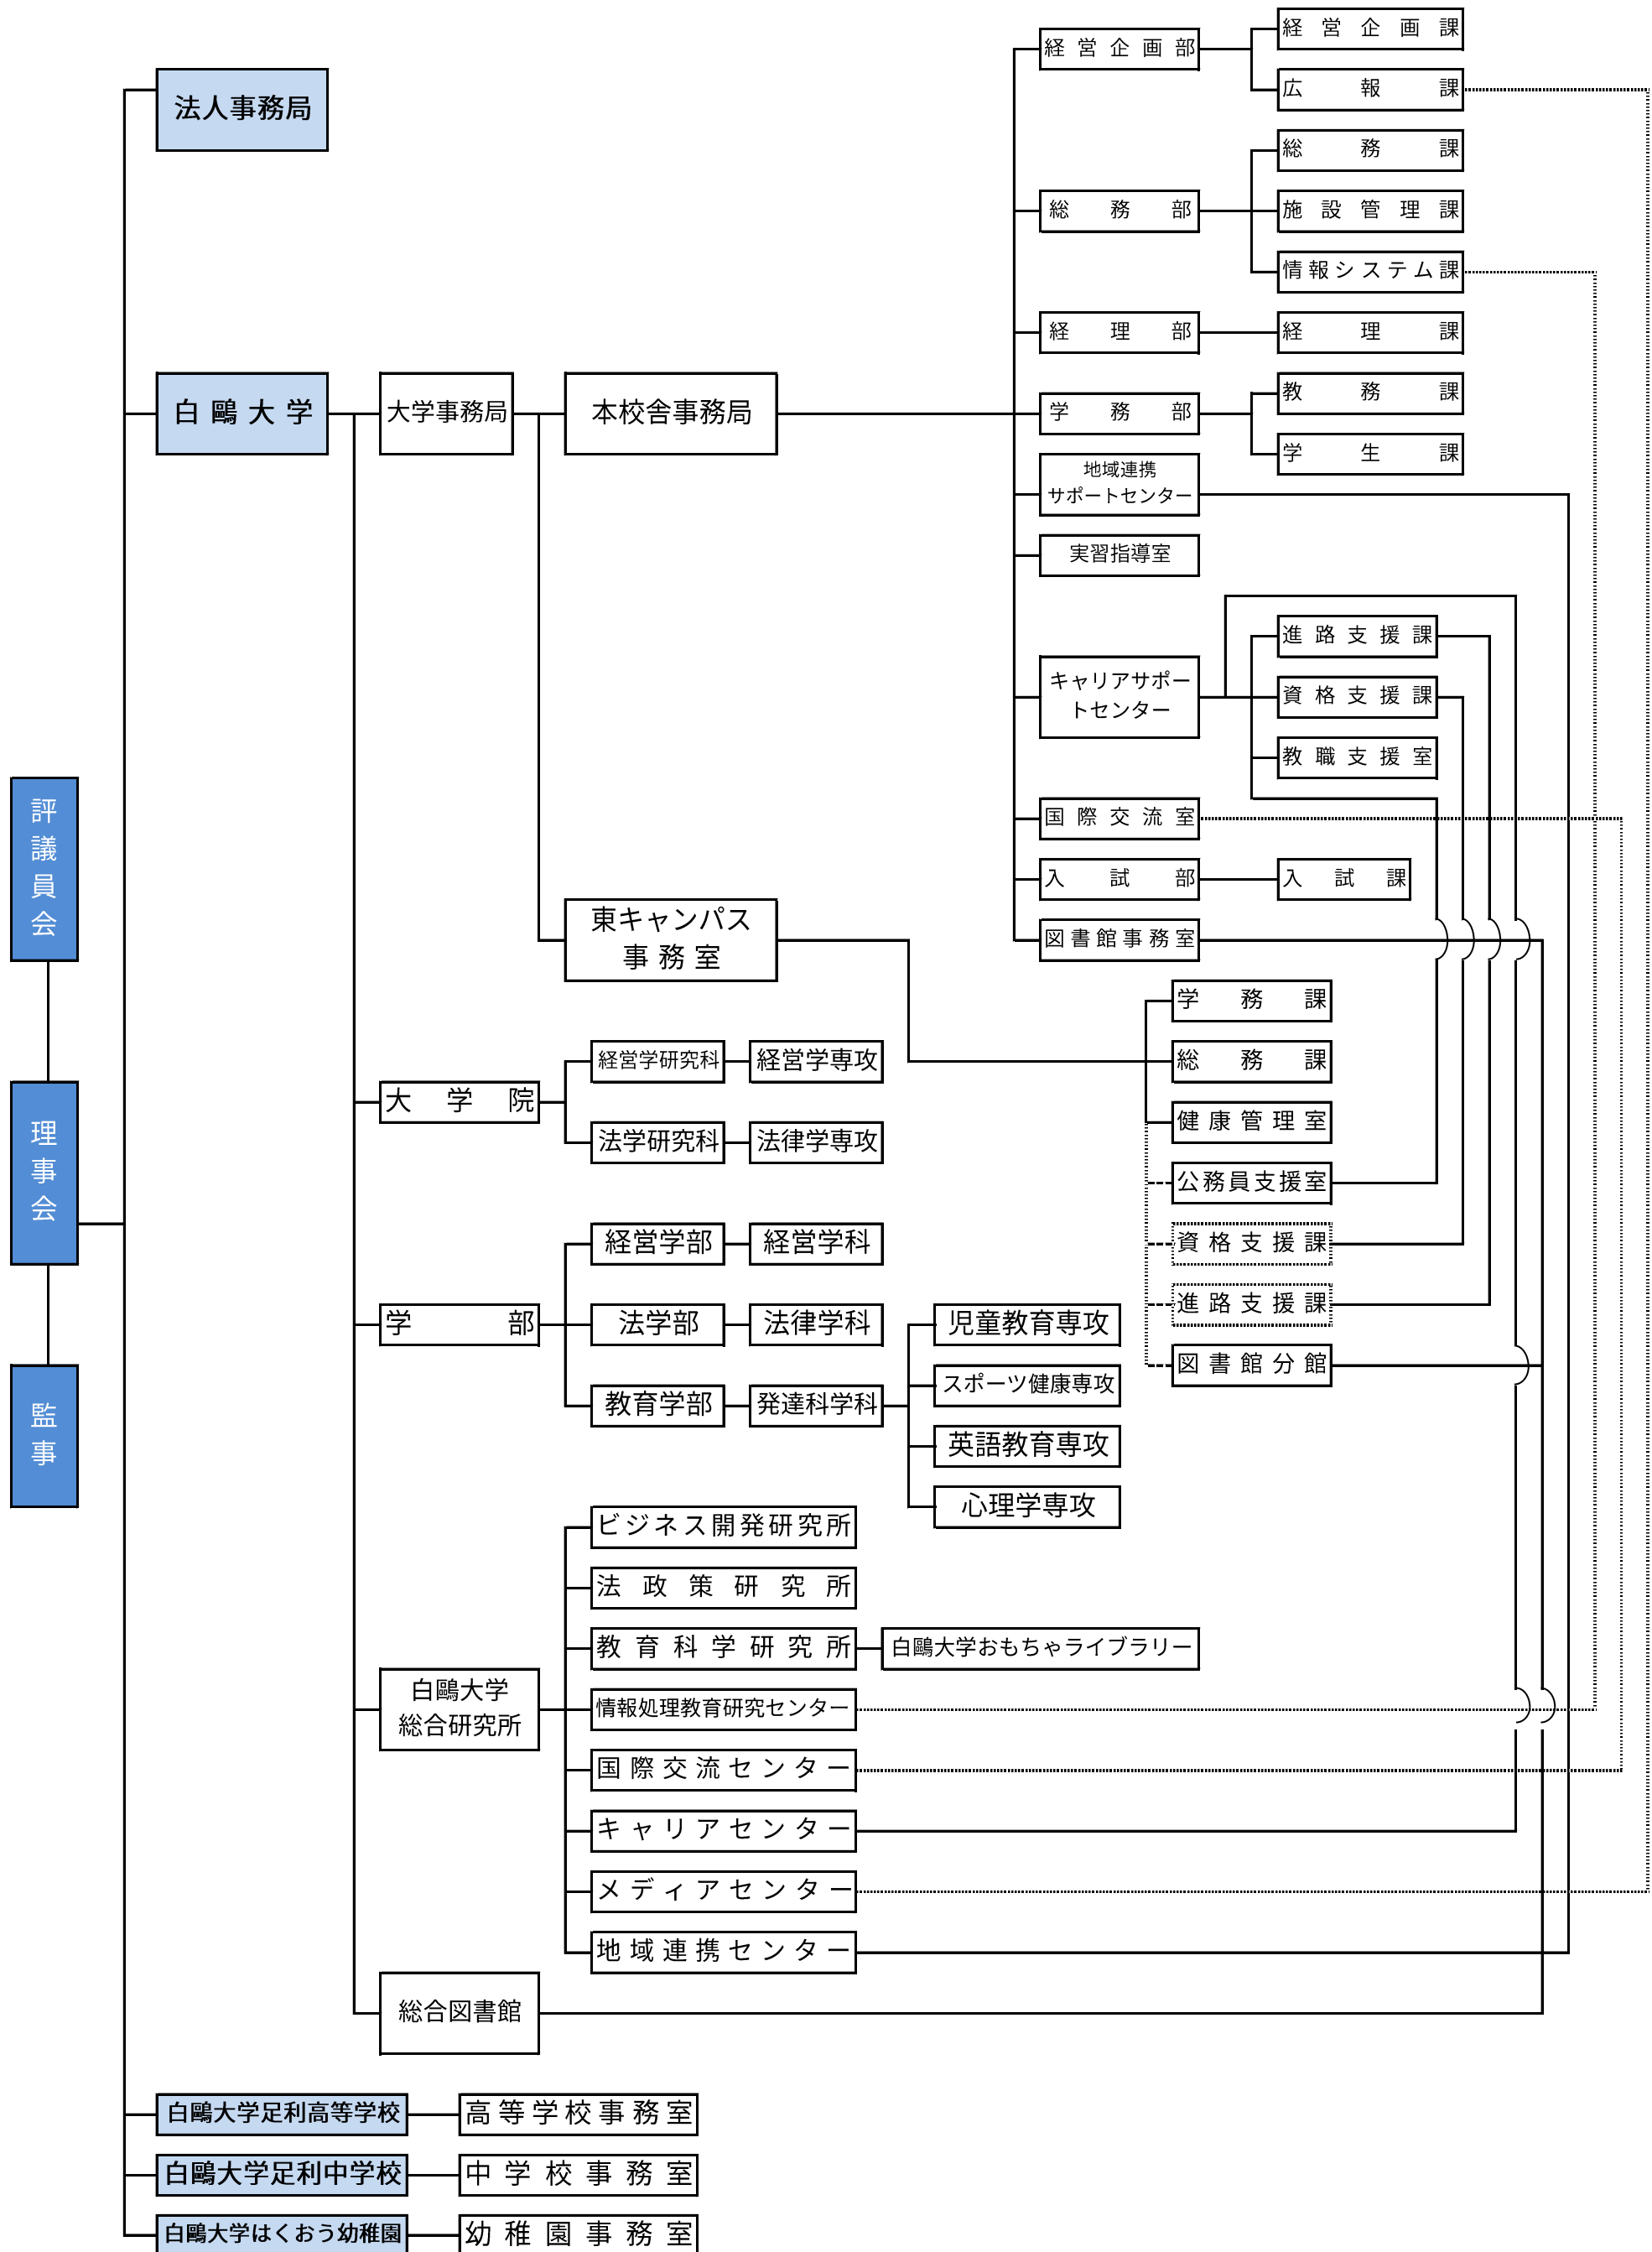 評議員会
理事会
監事
法人事務局
白鷗大学
大学事務局
本校舎事務局
経営企画部
経営企画課
広報課
総務部
総務課
施設管理課
情報システム課
経理部
経理課
学務部
教務課
学生課
地域連携
サポートセンター
実習指導室
キャリアサポー
トセンター
進路支援課
資格支援課
教職支援室
国際交流室
入試部
入試課
図書館事務室
東キャンパス
事務室
学務課
総務課
健康管理室
公務員支援室
資格支援課
進路支援課
図書館分館
大学院
経営学研究科
経営学専攻
法学研究科
法律学専攻
学部
経営学部
経営学科
法学部
法律学科
教育学部
発達科学科
児童教育専攻
スポーツ健康専攻
英語教育専攻
心理学専攻
白鷗大学
総合研究所
ビジネス開発研究所
法政策研究所
教育科学研究所
白鷗大学おもちゃライブラリー
情報処理教育研究センター
国際交流センター
キャリアセンター
メディアセンター
地域連携センター
総合図書館
白鷗大学足利高等学校
高等学校事務室
白鷗大学足利中学校
中学校事務室
白鷗大学はくおう幼稚園
幼稚園事務室